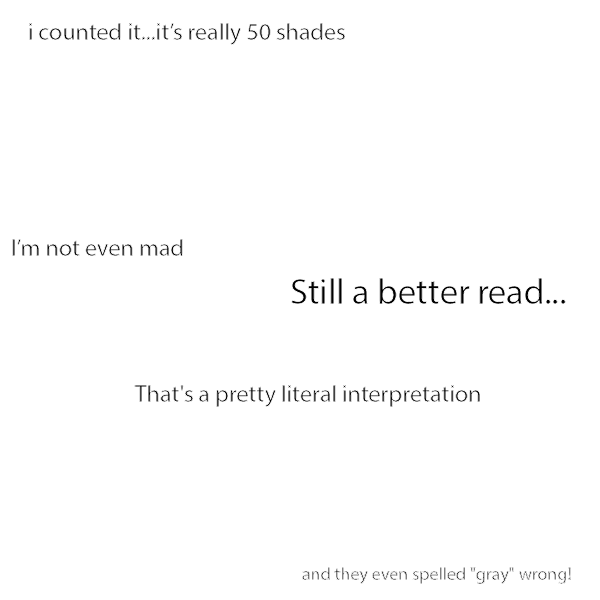 i counted it...it’s really 50 shades
I’m not even mad
Still a better read...
That's a pretty literal interpretation
and they even spelled "gray" wrong!